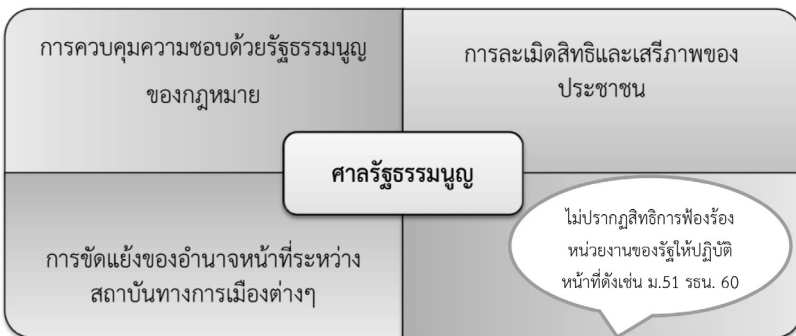 การควบคุมความชอบด้วยรัฐธรรมนูญ
ของกฎหมาย
การละเมิดสิทธิและเสรีภาพของ
ประชาชน
ศาลรัฐธรรมนูญ
การขัดแย้งของอำนาจหน้าที่ระหว่าง
สถาบันทางการเมืองต่างๆ
ไม่ปรากฏสิทธิการฟ้องร้อง
หน่วยงานของรัฐให้ปฏิบัติ
หน้าที่ดังเช่น ม.51 รธน. 60